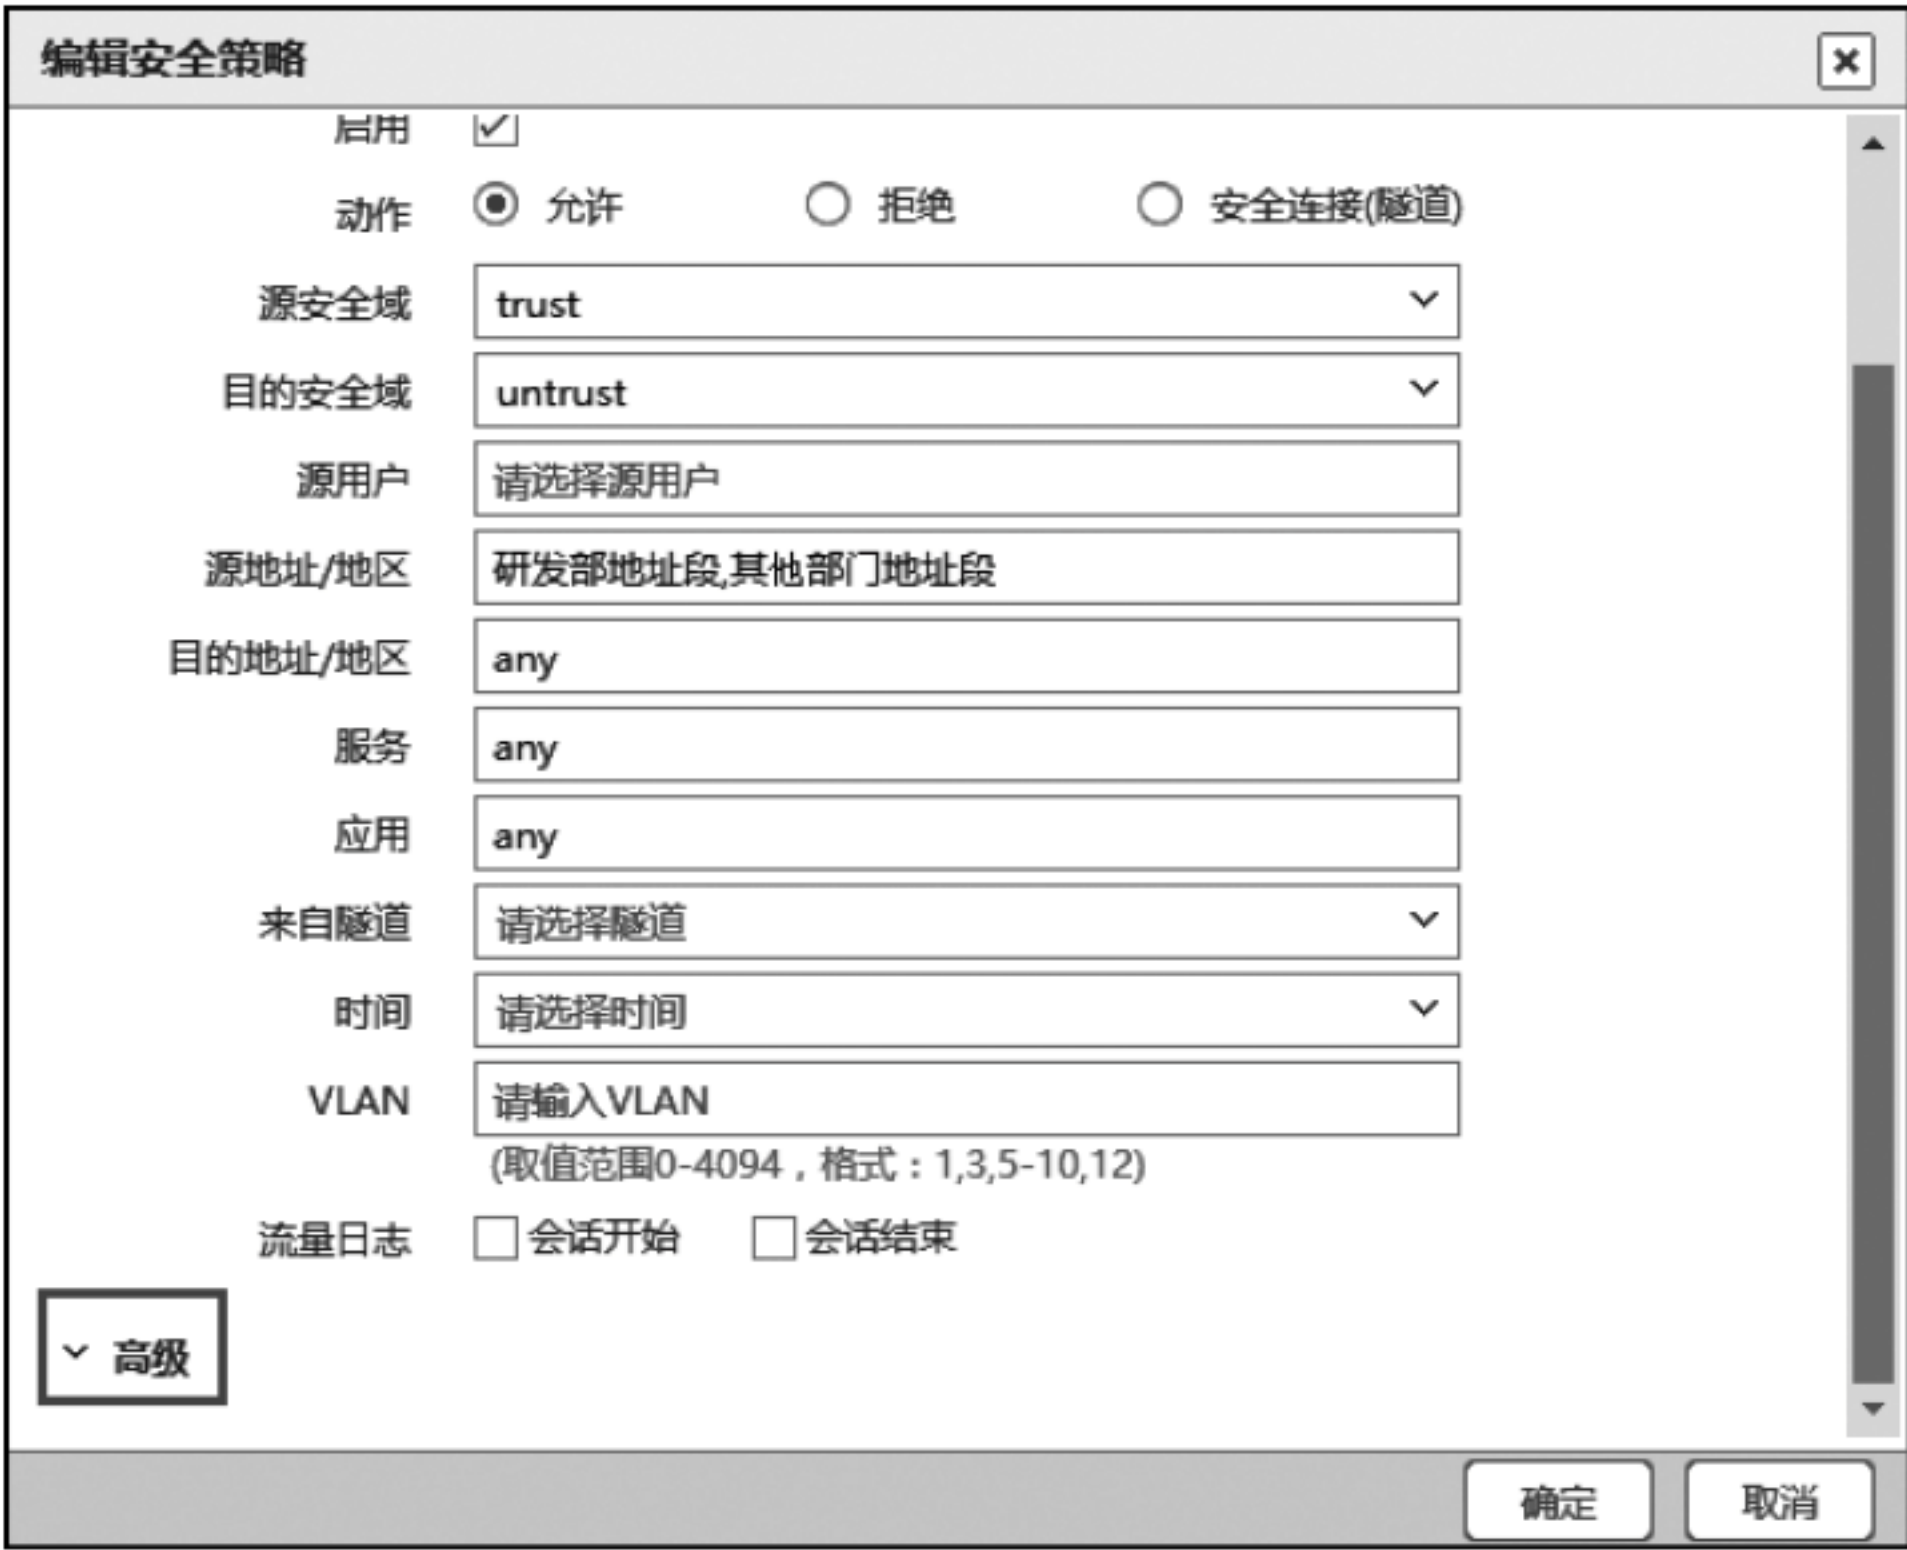 编辑安全策略
启用
动作 允许 拒绝 安全连接(隧道)
源安全域 trust
目的安全域 untrust
源用户 请选择源用户
源地址/地区 研发部地址段,其他部门地址段
目的地址/地区 any
服务 any
应用 any
来自隧道 请选择隧道
时间 请选择时间
VLAN 请输入VLAN
(取值范围0-4094，格式：1,3,5-10,12)
流量日志 会话开始 会话结束
高级
确定 取消